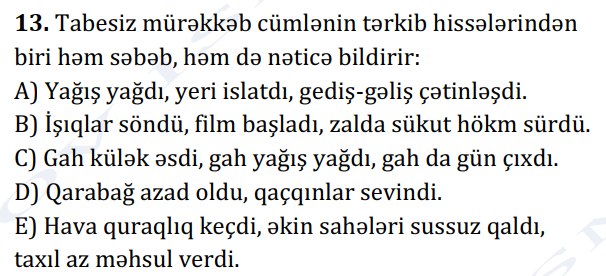 13. Tabesiz mürəkkəb cümlənin tərkib hissələrindən
biri həm səbəb, həm də nəticə bildirir:
A) Yağış yağdı, yeri islatdı, gediş-gəliş çətinləşdi.
B) İşıqlar söndü, film başladı, zalda sükut hökm sürdü.
C) Gah külək əsdi, gah yağış yağdı, gah da gün çıxdı.
D) Qarabağ azad oldu, qaçqınlar sevindi.
E) Hava quraqlıq keçdi, əkin sahələri sussuz qaldı,
taxıl az məhsul verdi.